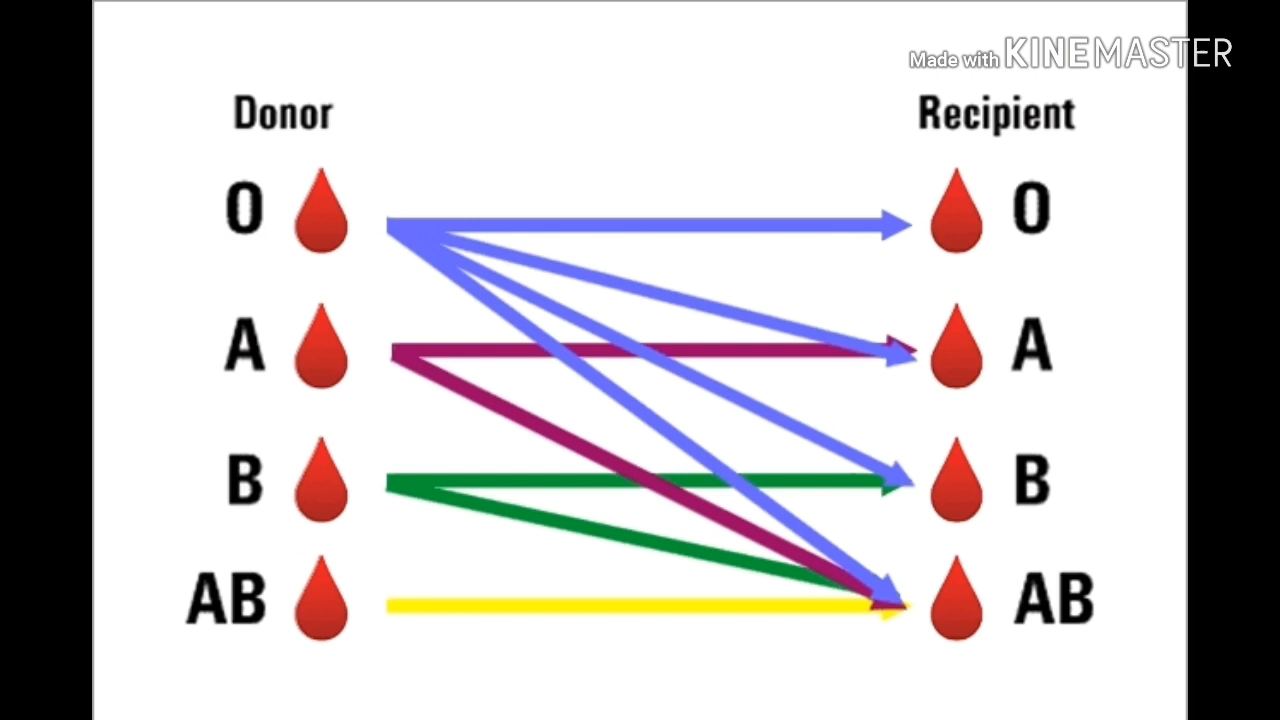 Made with KINEMASTER
Donor Recipient
O O
A A
B B
AB AB